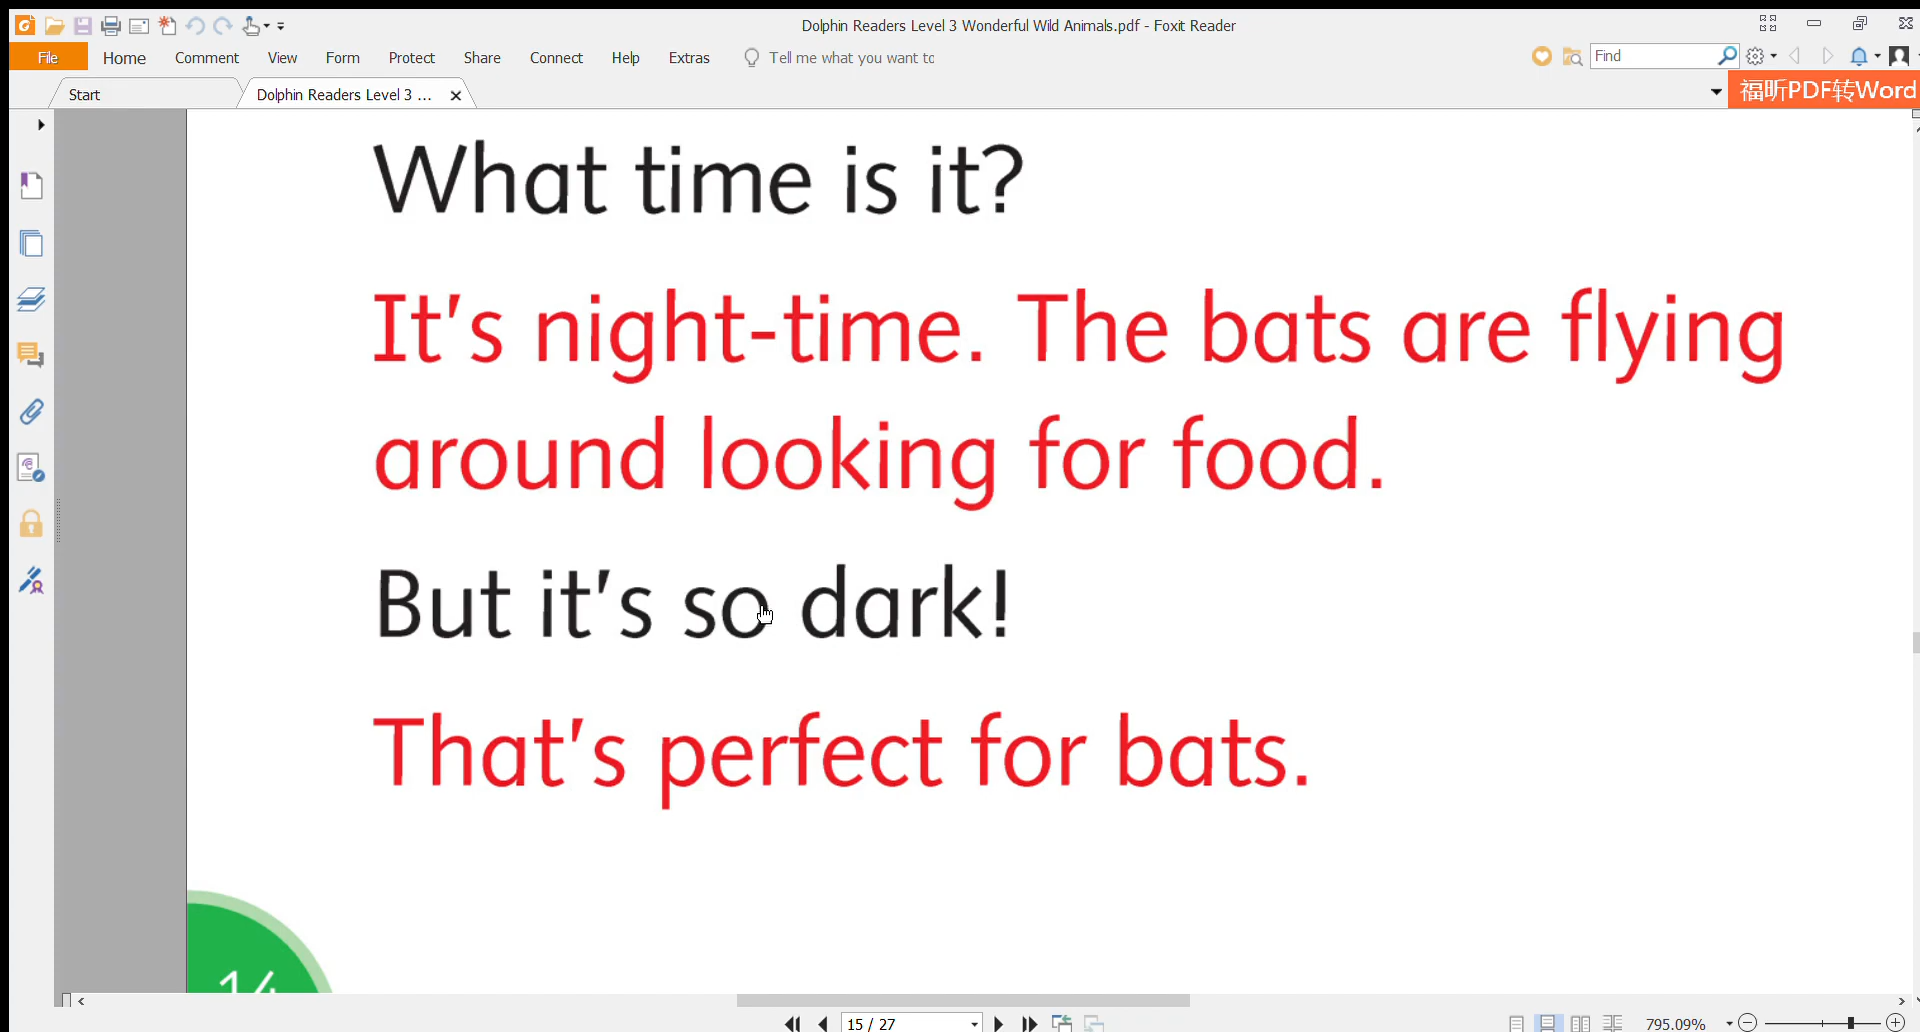 Dolphin Readers Level 3 Wonderful Wild Animals.pdf - Foxit Reader
File Home Comment View Form Protect Share Connect Help Extras Tell me what you want to Find
Start Dolphin Readers Level 3 ... 福昕PDF转Word
What time is it?
It's night-time. The bats are flying
around looking for food.
But it's so dark!
That's perfect for bats.
14
15 / 27 795.09%